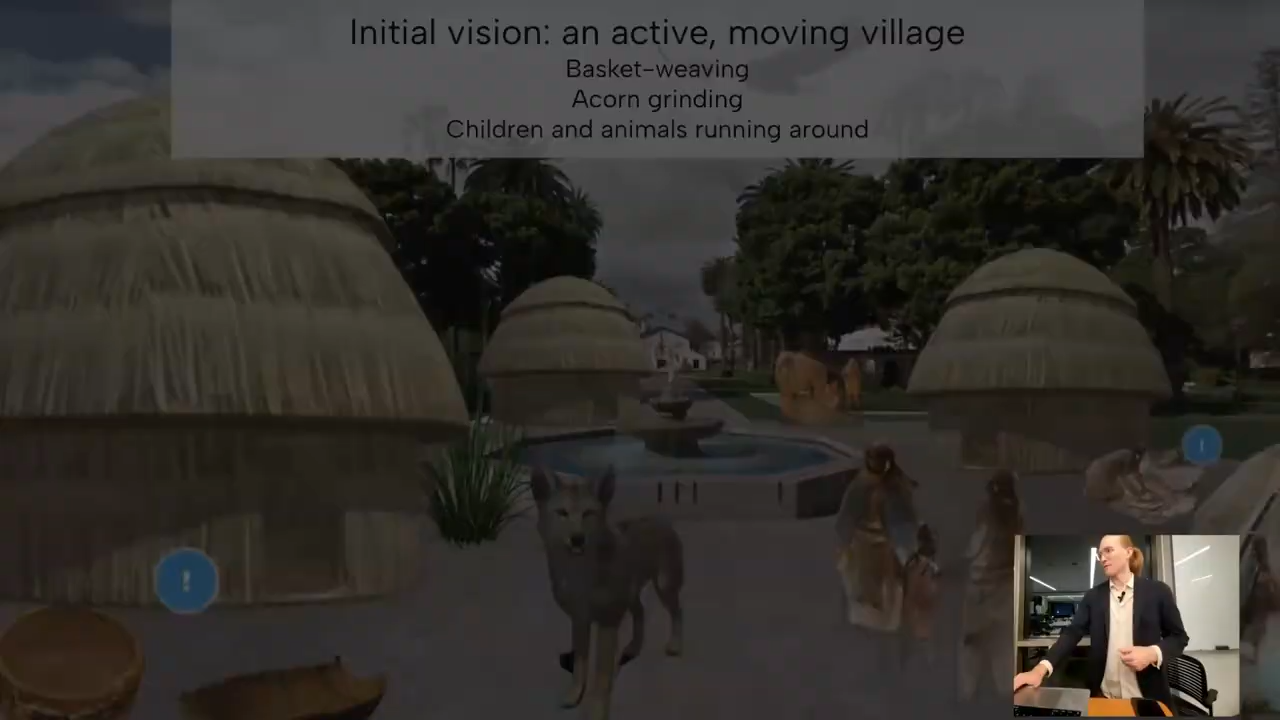 Initial vision: an active, moving village
Basket-weaving
Acorn grinding
Children and animals running around
!
!